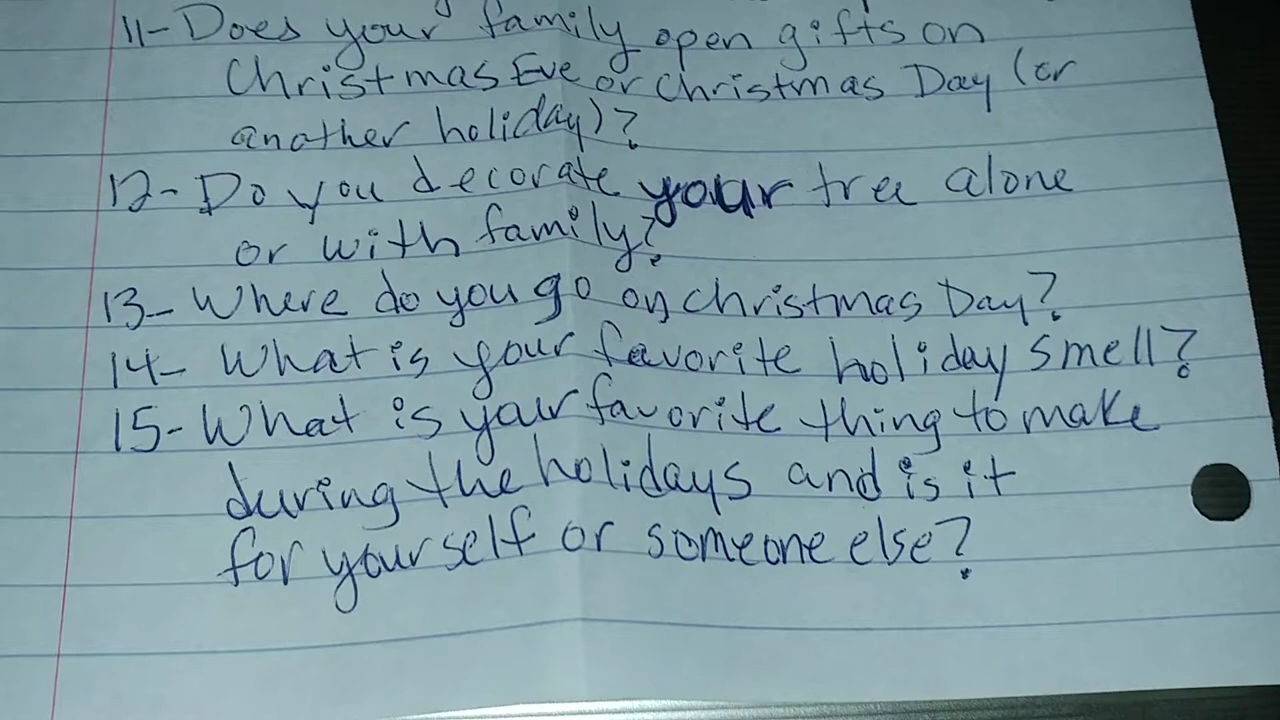 11- Does your family open gifts on
Christmas Eve or Christmas Day (or
another holiday)?
12- Do you decorate your tree alone
or with family?
13- Where do you go on Christmas Day?
14- What is your favorite holiday smell?
15- What is your favorite thing to make
during the holidays and is it
for yourself or someone else?